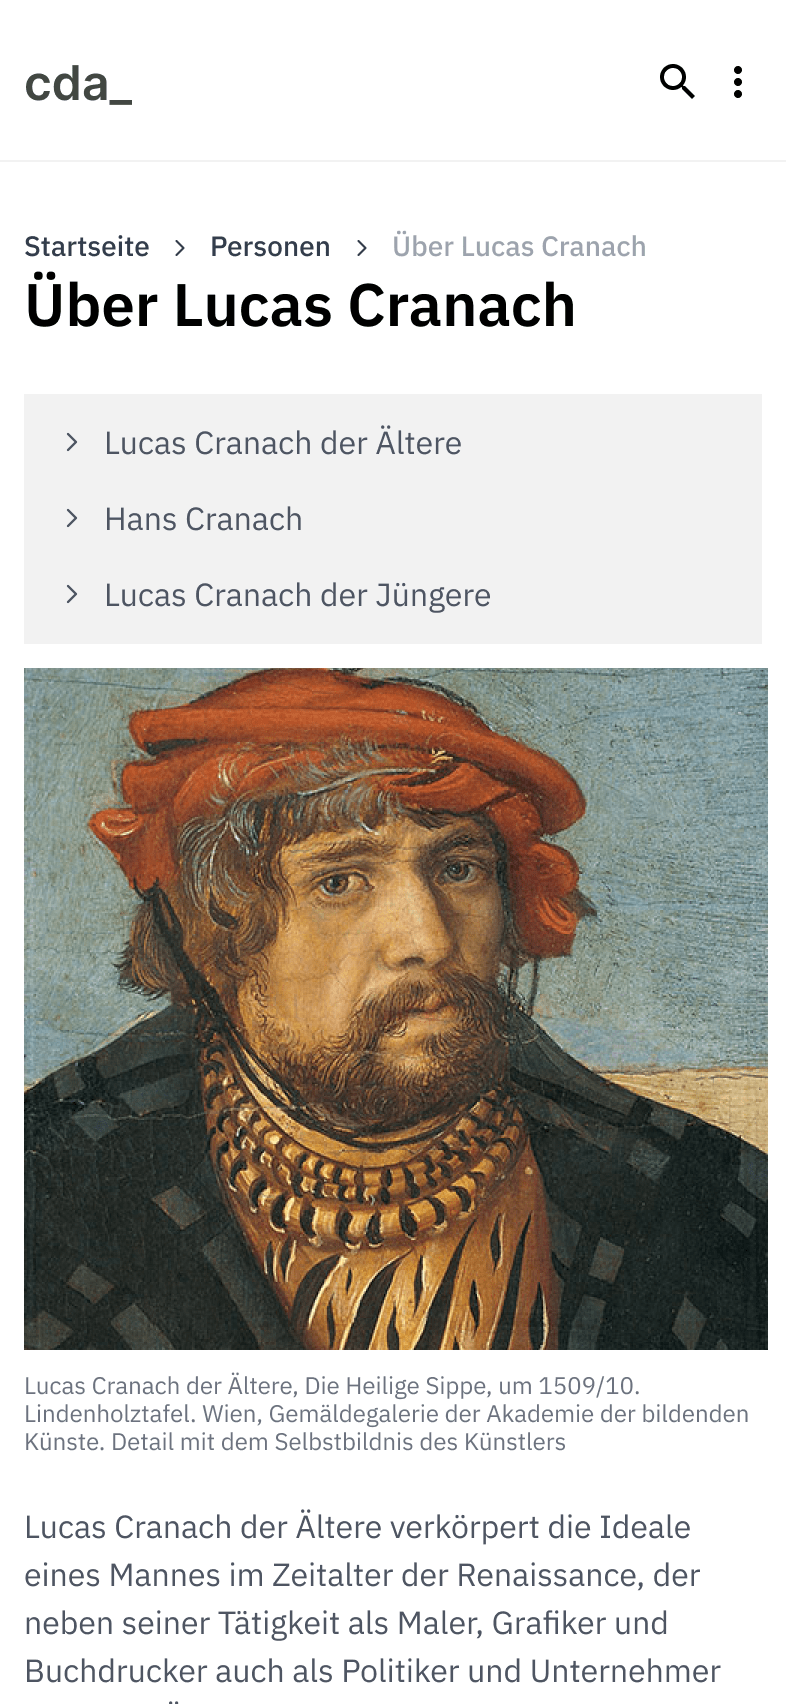 cda_
Startseite > Personen > Über Lucas Cranach
Über Lucas Cranach
> Lucas Cranach der Ältere
> Hans Cranach
> Lucas Cranach der Jüngere
Lucas Cranach der Ältere, Die Heilige Sippe, um 1509/10.
Lindenholztafel. Wien, Gemäldegalerie der Akademie der bildenden
Künste. Detail mit dem Selbstbildnis des Künstlers
Lucas Cranach der Ältere verkörpert die Ideale
eines Mannes im Zeitalter der Renaissance, der
neben seiner Tätigkeit als Maler, Grafiker und
Buchdrucker auch als Politiker und Unternehmer